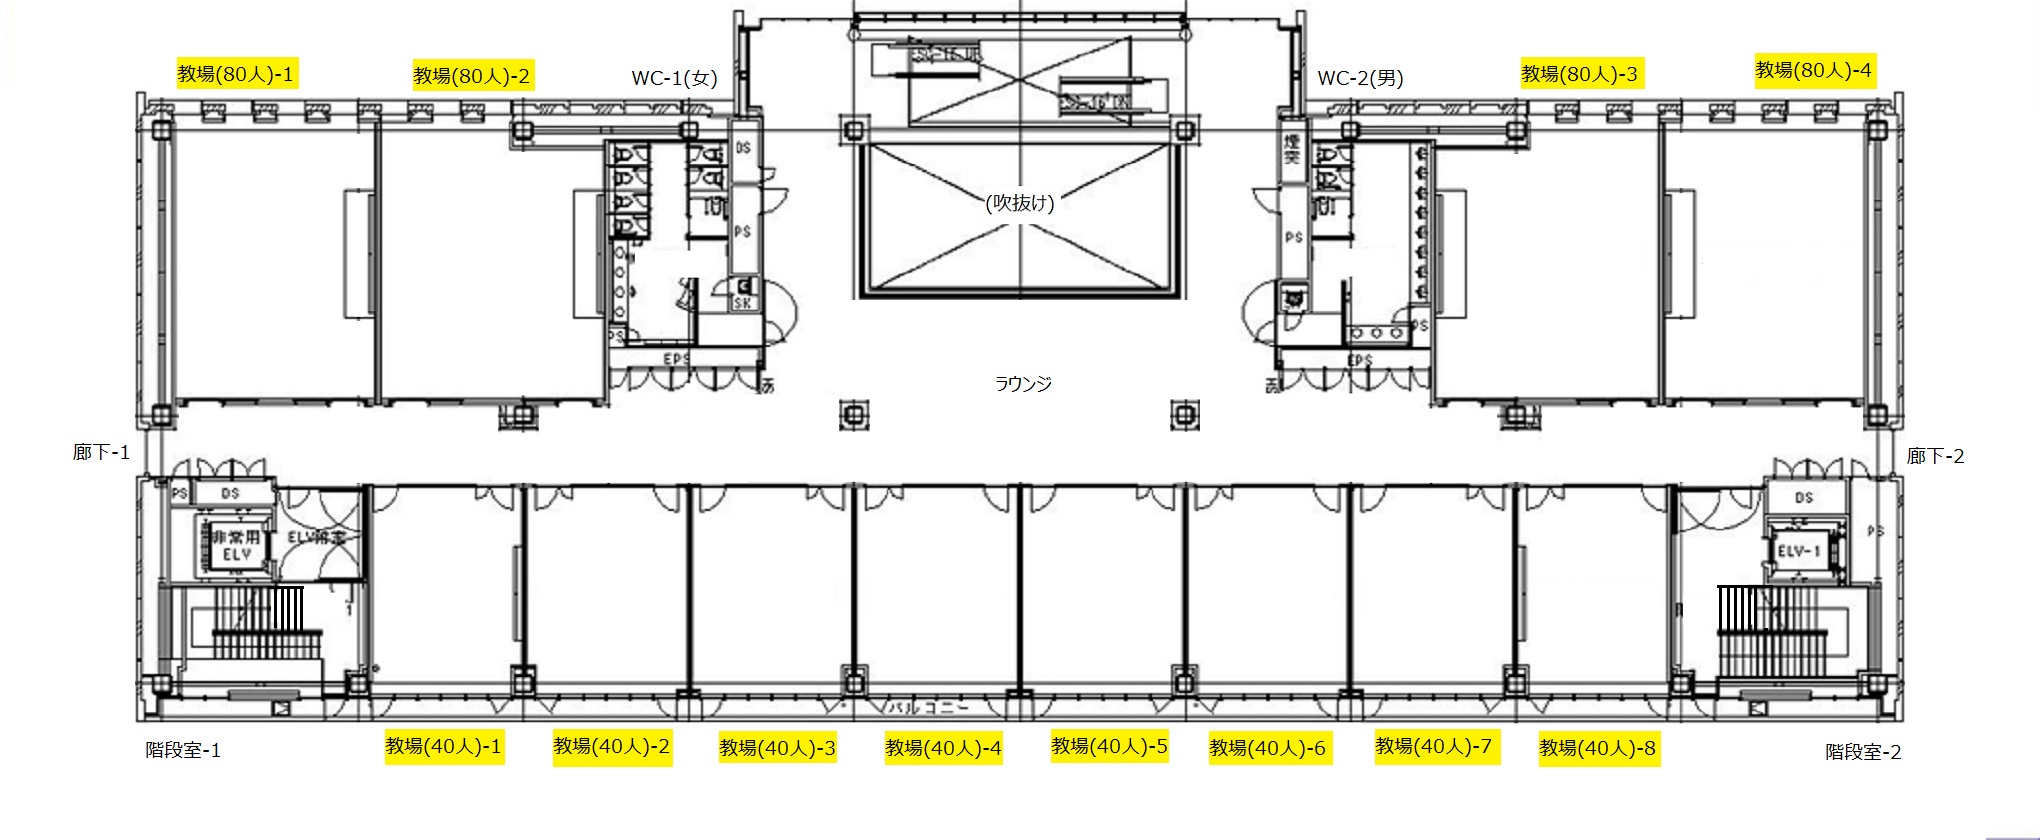 教場(80人)-1
教場(80人)-2
WC-1(女)
WC-2(男)
教場(80人)-3
教場(80人)-4
DS
煙突
(吹抜け)
PS
PS
SK
PS
DS
EPS
EPS
ラウンジ
廊下-1
廊下-2
PS
DS
DS
非常用
ELV
ELV附室
ELV-1
PS
バルコニー
階段室-1
教場(40人)-1
教場(40人)-2
教場(40人)-3
教場(40人)-4
教場(40人)-5
教場(40人)-6
教場(40人)-7
教場(40人)-8
階段室-2